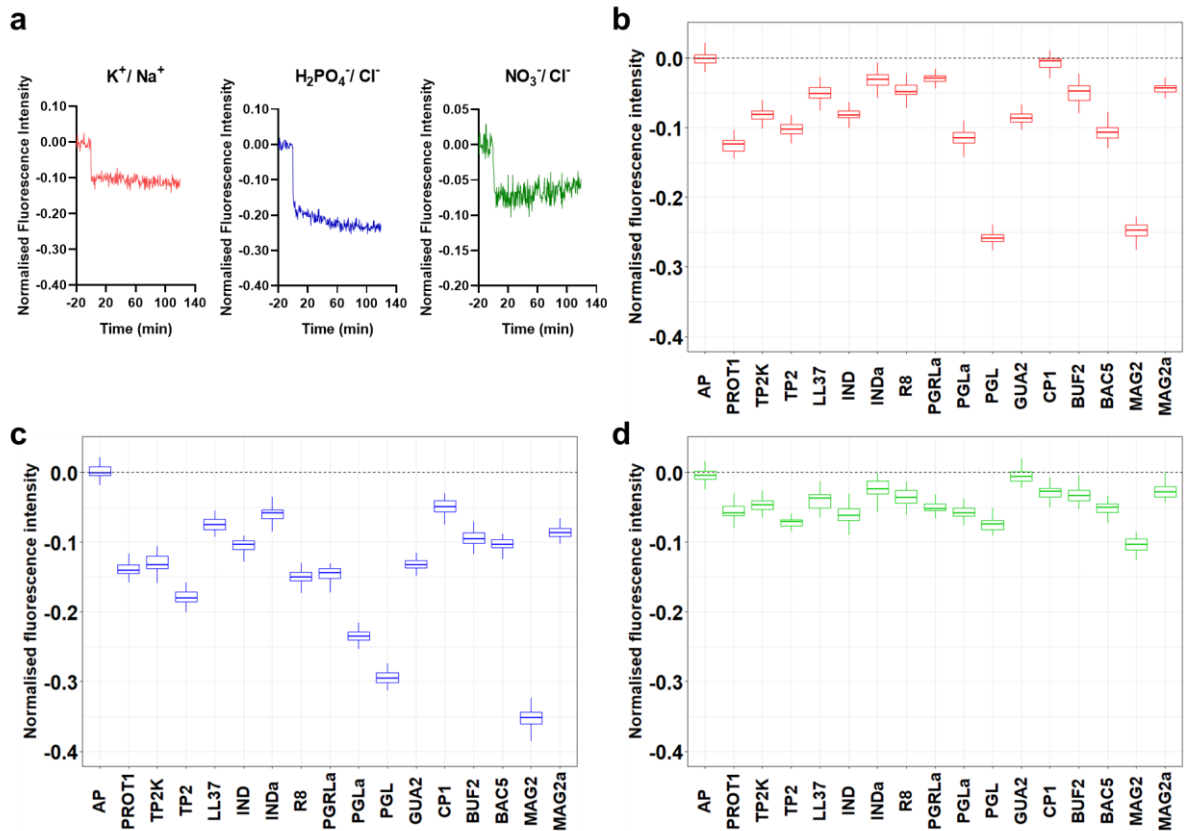 a
K⁺/ Na⁺
Normalised Fluorescence Intensity
0.10
0.00
-0.10
-0.20
-0.30
-0.40
-20 20 60 100 140
Time (min)
H₂PO₄⁻/ Cl⁻
Normalised Fluorescence Intensity
0.10
0.00
-0.10
-0.20
-0.30
-0.40
-20 20 60 100 140
Time (min)
NO₃⁻/ Cl⁻
Normalised Fluorescence Intensity
0.05
0.00
-0.05
-0.10
-0.15
-0.20
-20 20 60 100 140
Time (min)
b
Normalised fluorescence intensity
0.0
-0.1
-0.2
-0.3
-0.4
AP PROT1 TP2K TP2 LL37 IND INDa R8 PGRLa PGLa PGL GUA2 CP1 BUF2 BAC5 MAG2 MAG2a
c
Normalised fluorescence intensity
0.0
-0.1
-0.2
-0.3
-0.4
AP PROT1 TP2K TP2 LL37 IND INDa R8 PGRLa PGLa PGL GUA2 CP1 BUF2 BAC5 MAG2 MAG2a
d
Normalised fluorescence intensity
0.0
-0.1
-0.2
-0.3
-0.4
AP PROT1 TP2K TP2 LL37 IND INDa R8 PGRLa PGLa PGL GUA2 CP1 BUF2 BAC5 MAG2 MAG2a